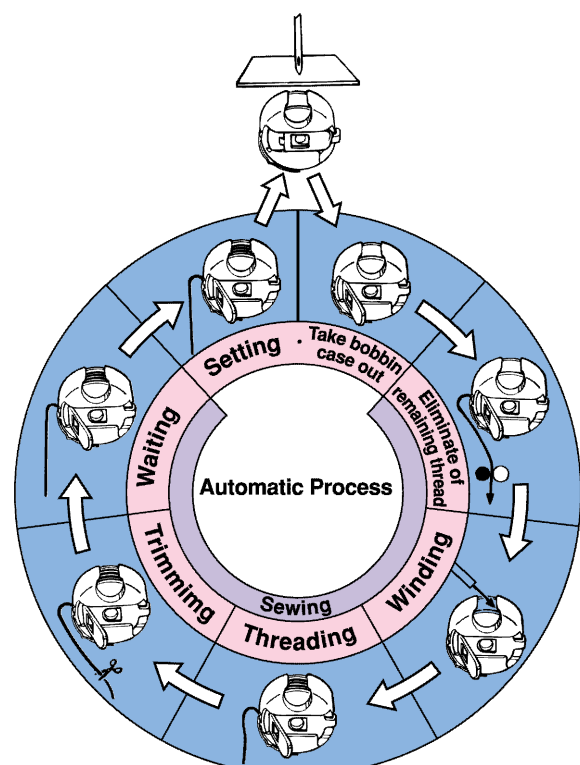 Setting
· Take bobbin
case out
Eliminate of
remaining thread
Winding
Threading
Trimmimg
Waiting
Sewing
Automatic Process